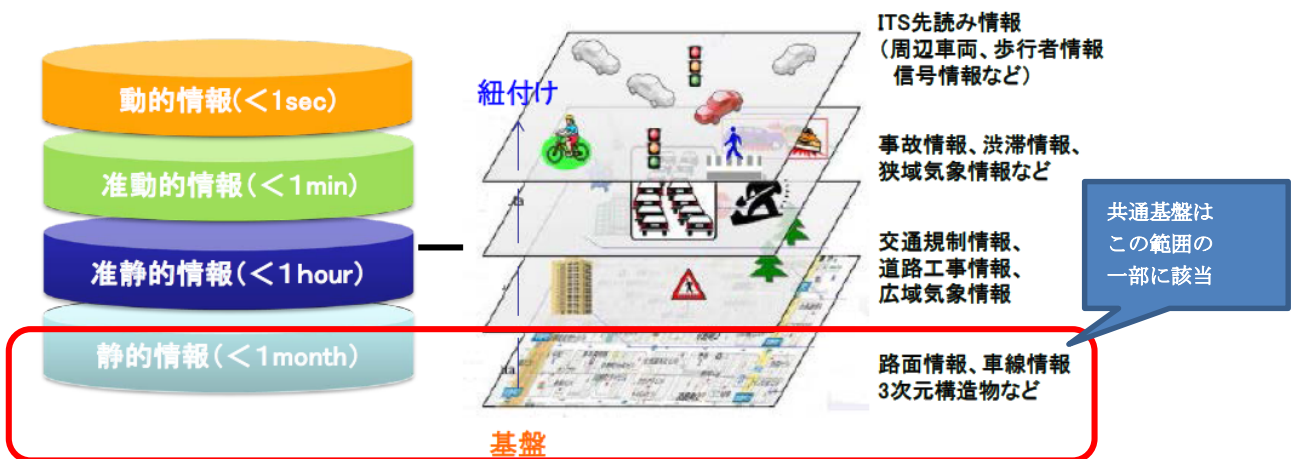 動的情報(＜1sec)
准動的情報(＜1min)
准静的情報(＜1hour)
静的情報(＜1month)
紐付け
基盤
ITS先読み情報
(周辺車両、歩行者情報
信号情報など)
事故情報、渋滞情報、
狭域気象情報など
交通規制情報、
道路工事情報、
広域気象情報
路面情報、車線情報
3次元構造物など
共通基盤は
この範囲の
一部に該当